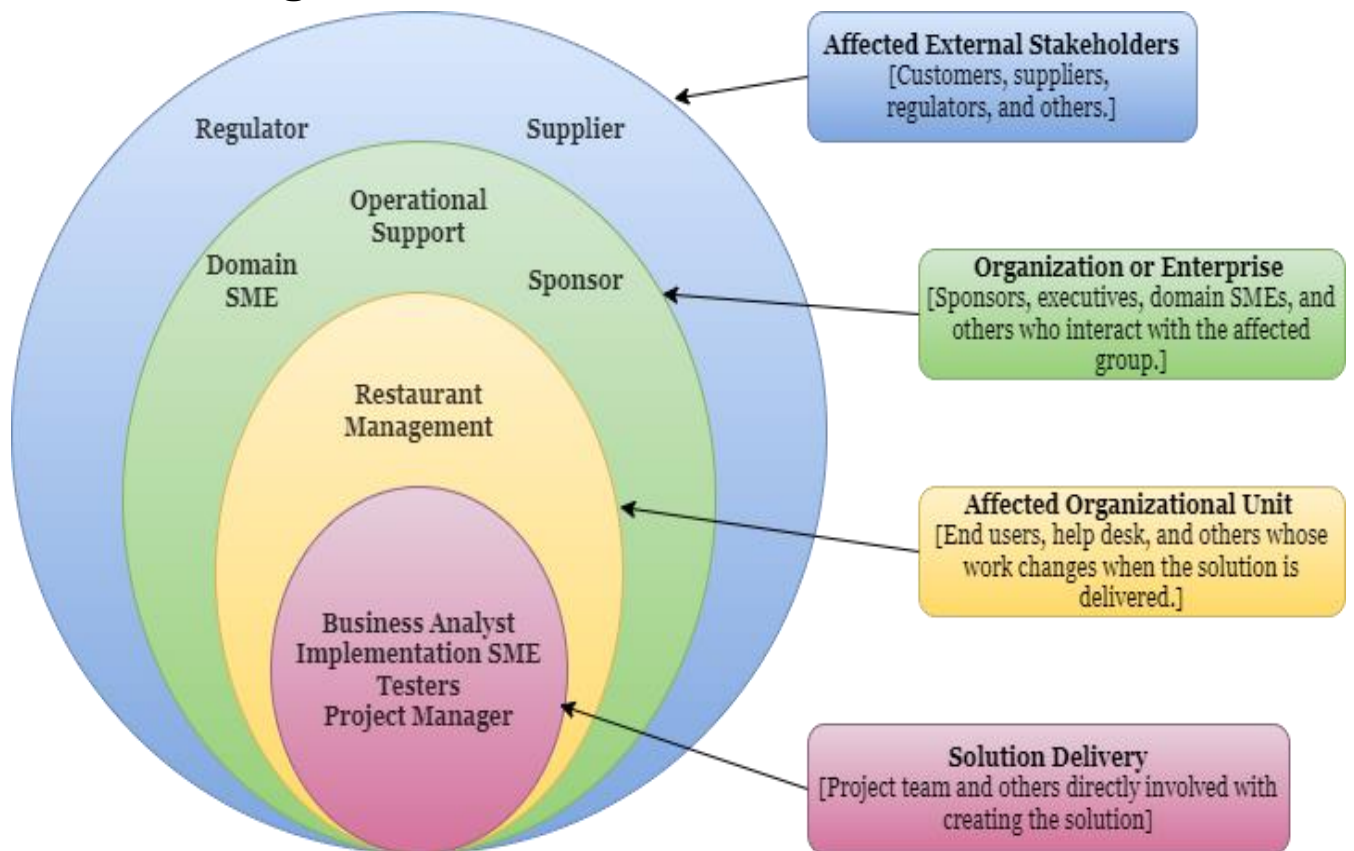 Affected External Stakeholders
[Customers, suppliers,
regulators, and others.]
Regulator
Supplier
Operational
Support
Domain
SME
Sponsor
Organization or Enterprise
[Sponsors, executives, domain SMEs, and
others who interact with the affected
group.]
Restaurant
Management
Affected Organizational Unit
[End users, help desk, and others whose
work changes when the solution is
delivered.]
Business Analyst
Implementation SME
Testers
Project Manager
Solution Delivery
[Project team and others directly involved with
creating the solution]